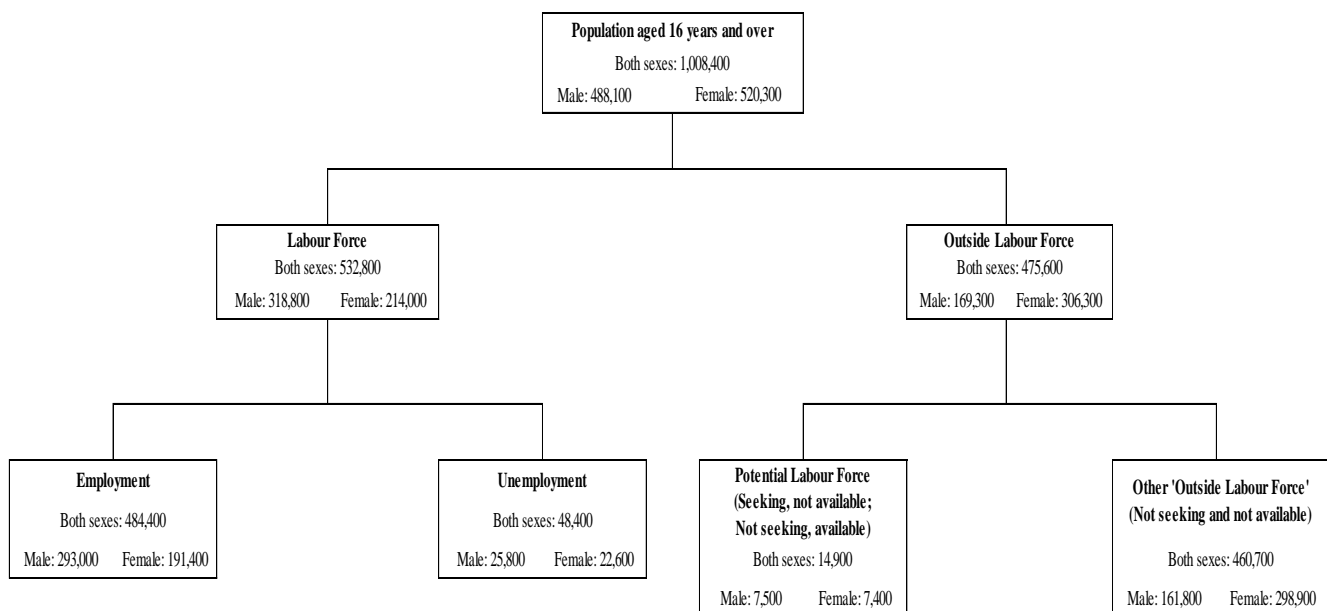 Population aged 16 years and over
Both sexes: 1,008,400
Male: 488,100 Female: 520,300
Labour Force
Both sexes: 532,800
Male: 318,800 Female: 214,000
Outside Labour Force
Both sexes: 475,600
Male: 169,300 Female: 306,300
Employment
Both sexes: 484,400
Male: 293,000 Female: 191,400
Unemployment
Both sexes: 48,400
Male: 25,800 Female: 22,600
Potential Labour Force
(Seeking, not available;
Not seeking, available)
Both sexes: 14,900
Male: 7,500 Female: 7,400
Other 'Outside Labour Force'
(Not seeking and not available)
Both sexes: 460,700
Male: 161,800 Female: 298,900